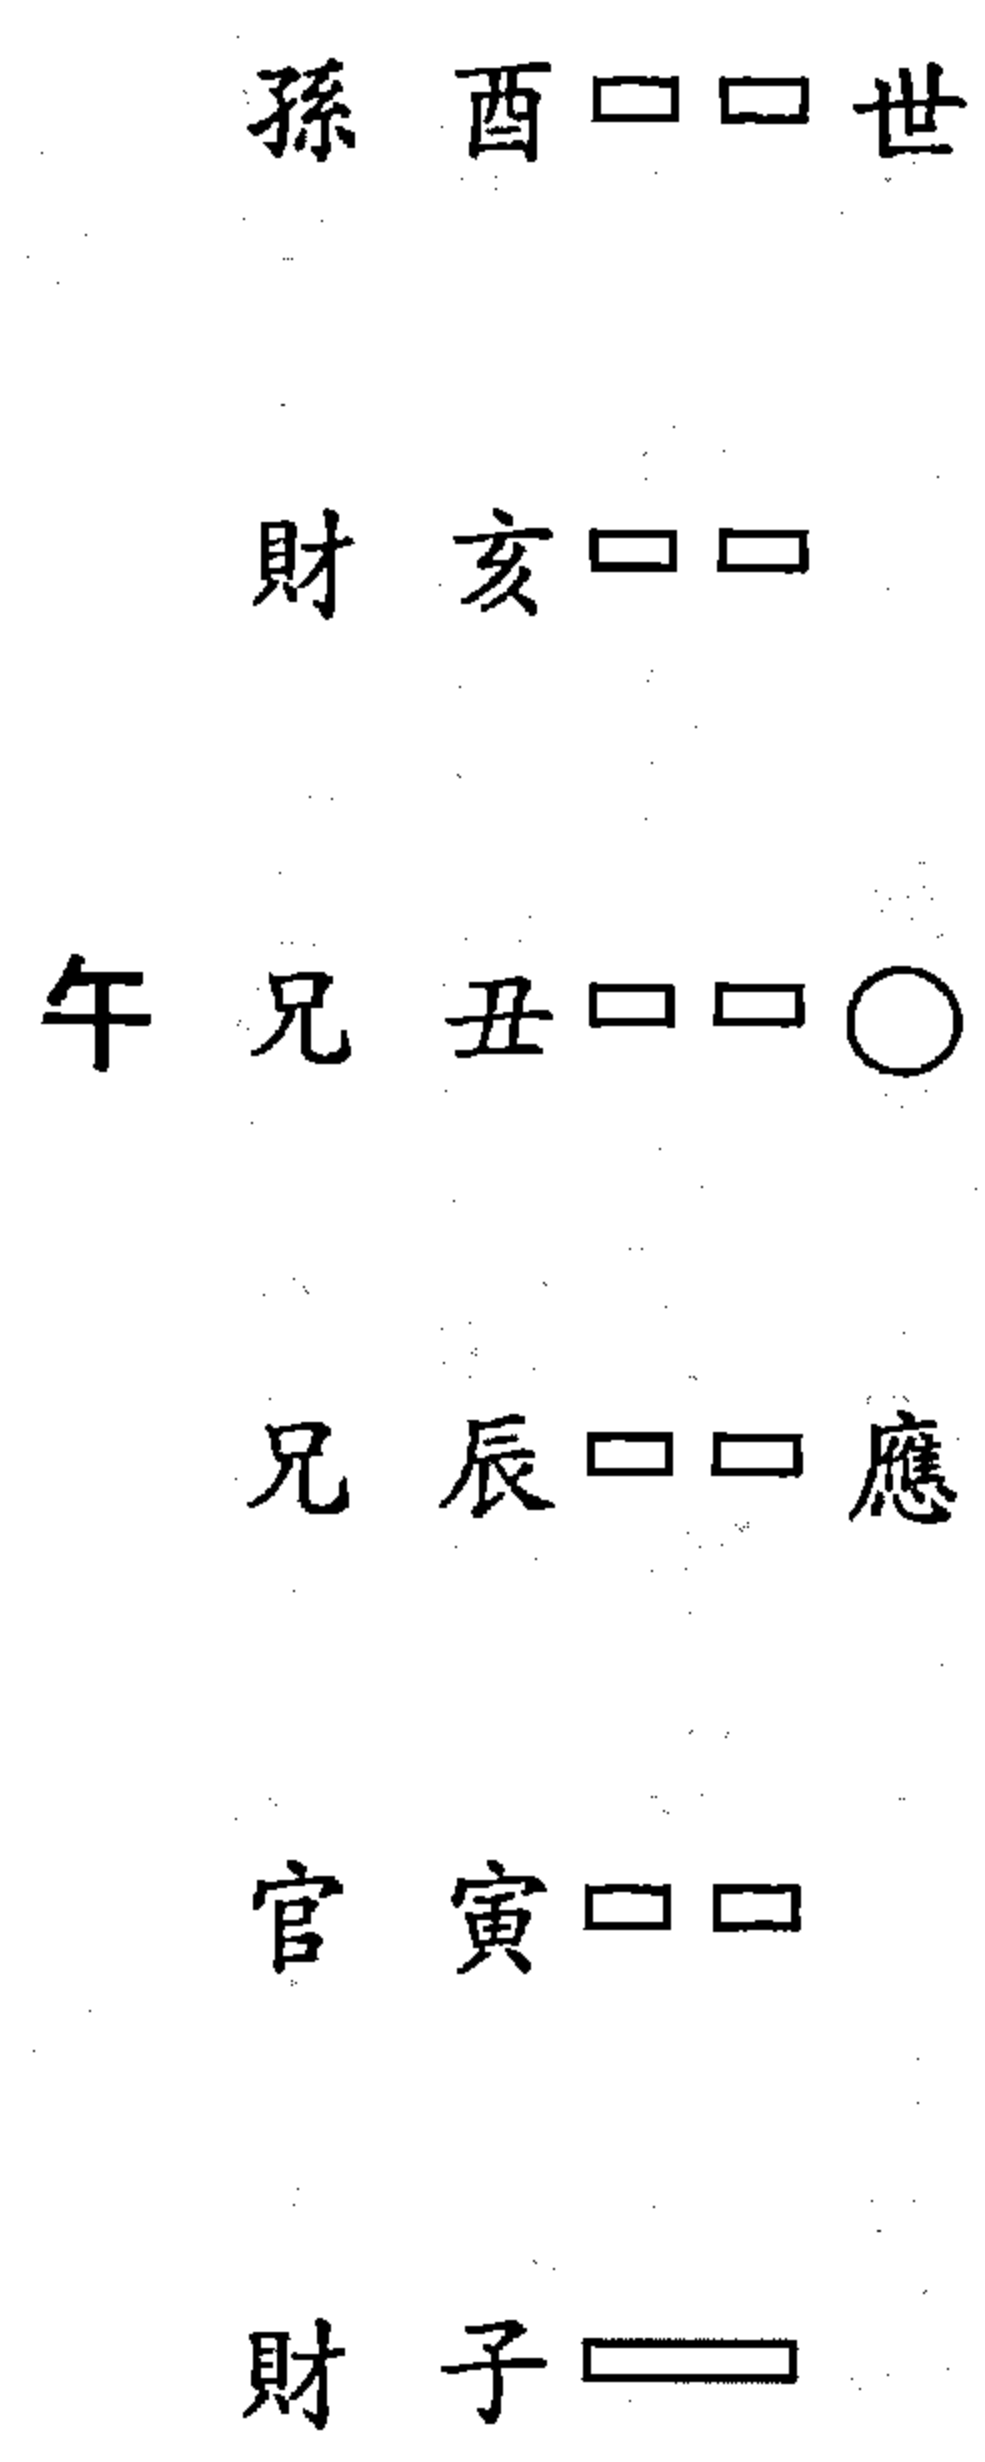 孫 酉 世
財 亥
午 兄 丑
兄 辰 應
官 寅
財 子